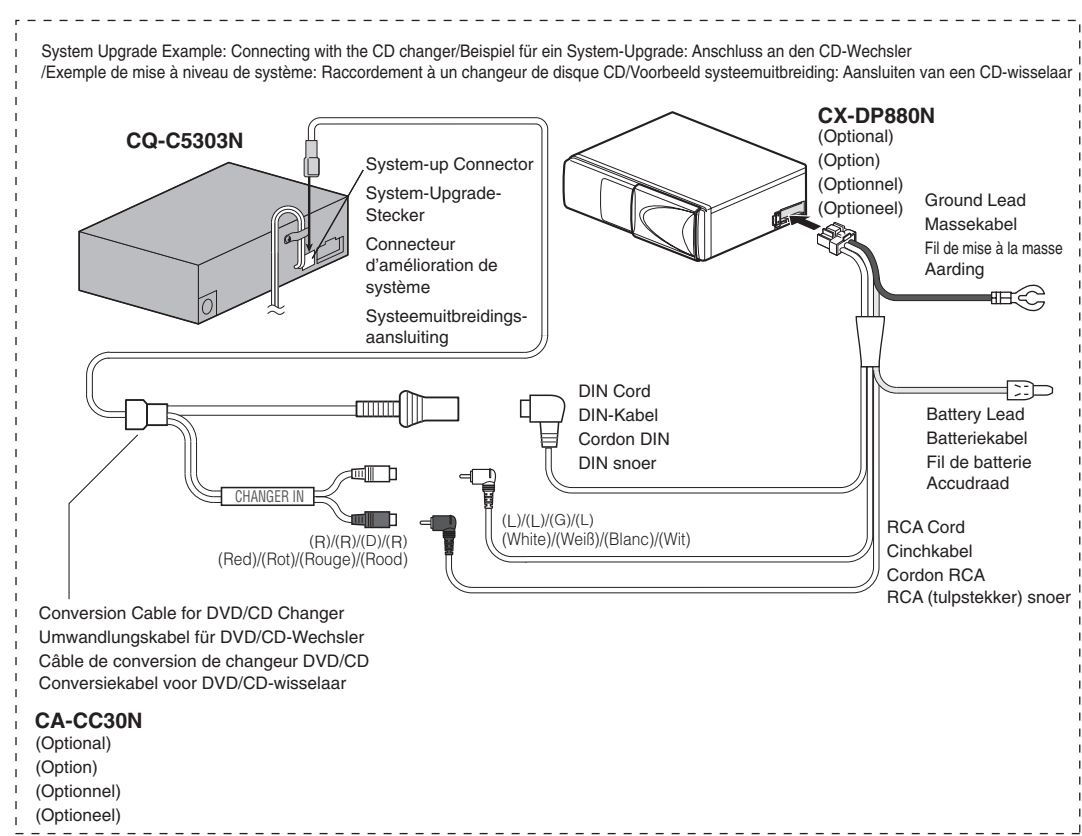 System Upgrade Example: Connecting with the CD changer/Beispiel für ein System-Upgrade: Anschluss an den CD-Wechsler
/Exemple de mise à niveau de système: Raccordement à un changeur de disque CD/Voorbeeld systeemuitbreiding: Aansluiten van een CD-wisselaar
CQ-C5303N
System-up Connector
System-Upgrade-
Stecker
Connecteur
d'amélioration de
système
Systeemuitbreidings-
aansluiting
CX-DP880N
(Optional)
(Option)
(Optionnel)
(Optioneel)
Ground Lead
Massekabel
Fil de mise à la masse
Aarding
DIN Cord
DIN-Kabel
Cordon DIN
DIN snoer
Battery Lead
Batteriekabel
Fil de batterie
Accudraad
CHANGER IN
(R)/(R)/(D)/(R)
(Red)/(Rot)/(Rouge)/(Rood)
(L)/(L)/(G)/(L)
(White)/(Weiß)/(Blanc)/(Wit)
RCA Cord
Cinchkabel
Cordon RCA
RCA (tulpstekker) snoer
Conversion Cable for DVD/CD Changer
Umwandlungskabel für DVD/CD-Wechsler
Câble de conversion de changeur DVD/CD
Conversiekabel voor DVD/CD-wisselaar
CA-CC30N
(Optional)
(Option)
(Optionnel)
(Optioneel)